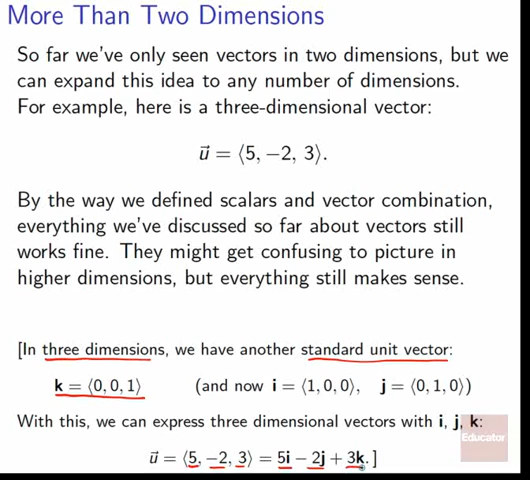 More Than Two Dimensions
So far we've only seen vectors in two dimensions, but we
can expand this idea to any number of dimensions.
For example, here is a three-dimensional vector:
u⃗ = ⟨5, −2, 3⟩.
By the way we defined scalars and vector combination,
everything we've discussed so far about vectors still
works fine. They might get confusing to picture in
higher dimensions, but everything still makes sense.
[In three dimensions, we have another standard unit vector:
k = ⟨0, 0, 1⟩ (and now i = ⟨1, 0, 0⟩, j = ⟨0, 1, 0⟩)
With this, we can express three dimensional vectors with i, j, k:
Educator
u⃗ = ⟨5, −2, 3⟩ = 5i − 2j + 3k.]